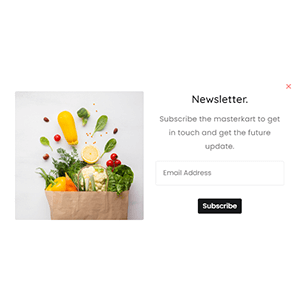 Newsletter.
Subscribe the masterkart to get
in touch and get the future
update.
Email Address
Subscribe